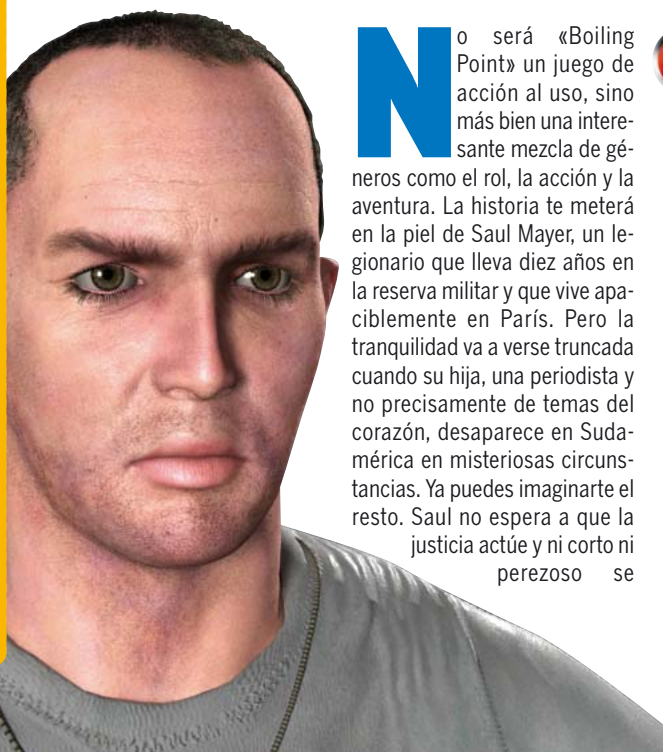 No será «Boiling
Point» un juego de
acción al uso, sino
más bien una intere-
sante mezcla de gé-
neros como el rol, la acción y la
aventura. La historia te meterá
en la piel de Saul Mayer, un le-
gionario que lleva diez años en
la reserva militar y que vive apa-
ciblemente en París. Pero la
tranquilidad va a verse truncada
cuando su hija, una periodista y
no precisamente de temas del
corazón, desaparece en Suda-
mérica en misteriosas circuns-
tancias. Ya puedes imaginarte el
resto. Saul no espera a que la
justicia actúe y ni corto ni
perezoso se